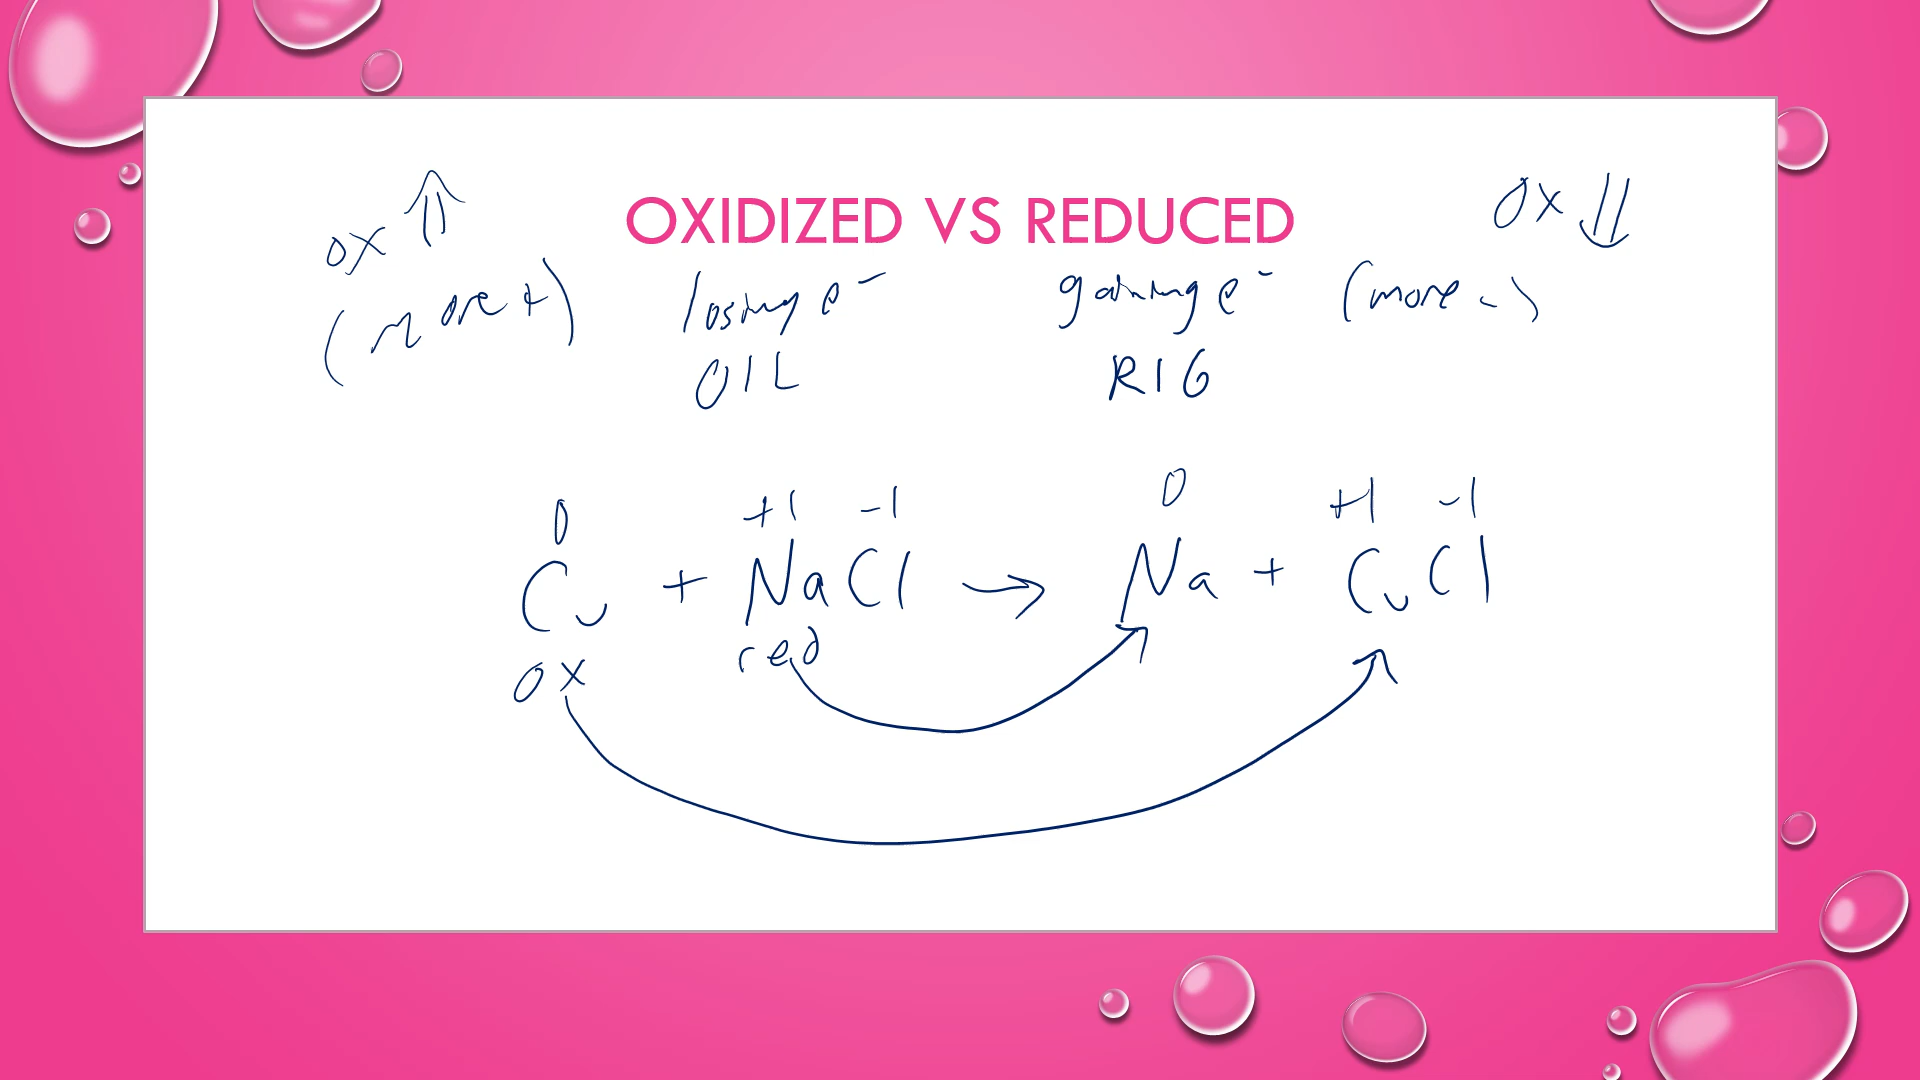 OXIDIZED VS REDUCED
ox ⇑
ox ⇓
(more +)
losing e⁻
gaining e⁻
(more -)
OIL
RIG
0 +1 -1 0 +1 -1
Cu + NaCl → Na + CuCl
ox red